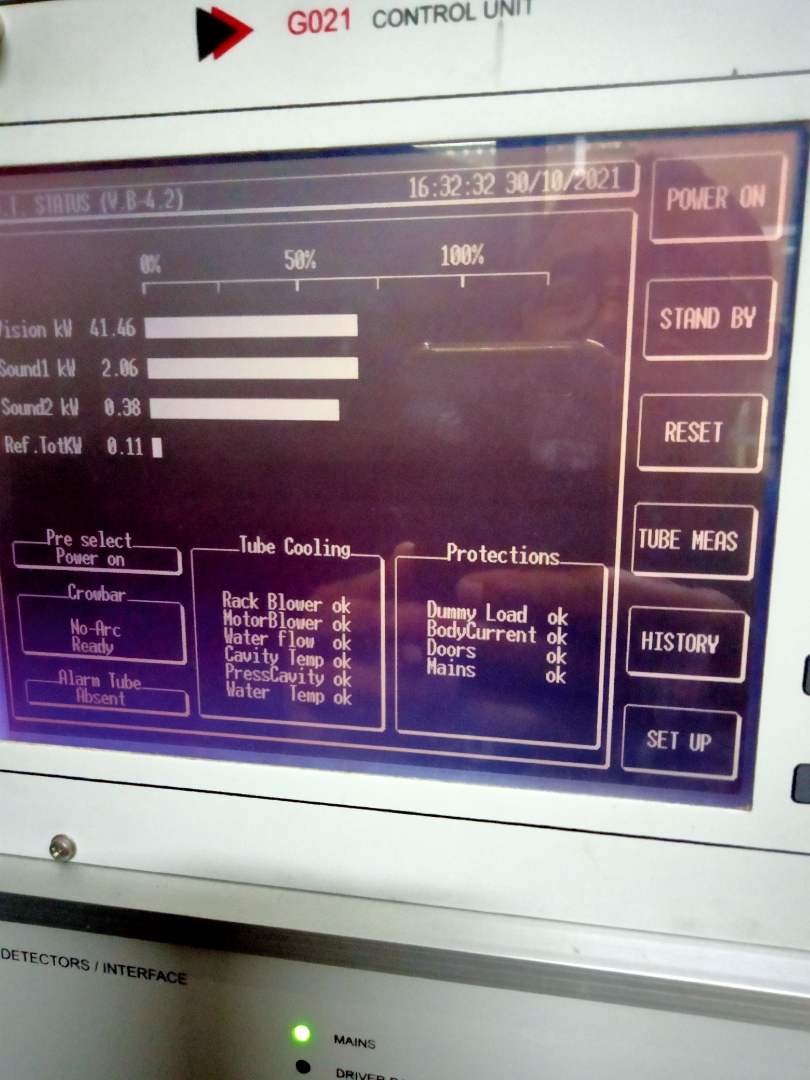 G021 CONTROL UNIT
STATUS (V.B-4.2) 16:32:32 30/10/2021
0% 50% 100%
Vision kW 41.46
Sound1 kW 2.06
Sound2 kW 0.38
Ref.TotKW 0.11
Pre select
Power on
Crowbar
No-Arc
Ready
Alarm Tube
Absent
Tube Cooling
Rack Blower ok
MotorBlower ok
Water flow ok
Cavity Temp ok
PressCavity ok
Water Temp ok
Protections
Dummy Load ok
BodyCurrent ok
Doors ok
Mains ok
POWER ON
STAND BY
RESET
TUBE MEAS
HISTORY
SET UP
DETECTORS / INTERFACE
MAINS
DRIVER